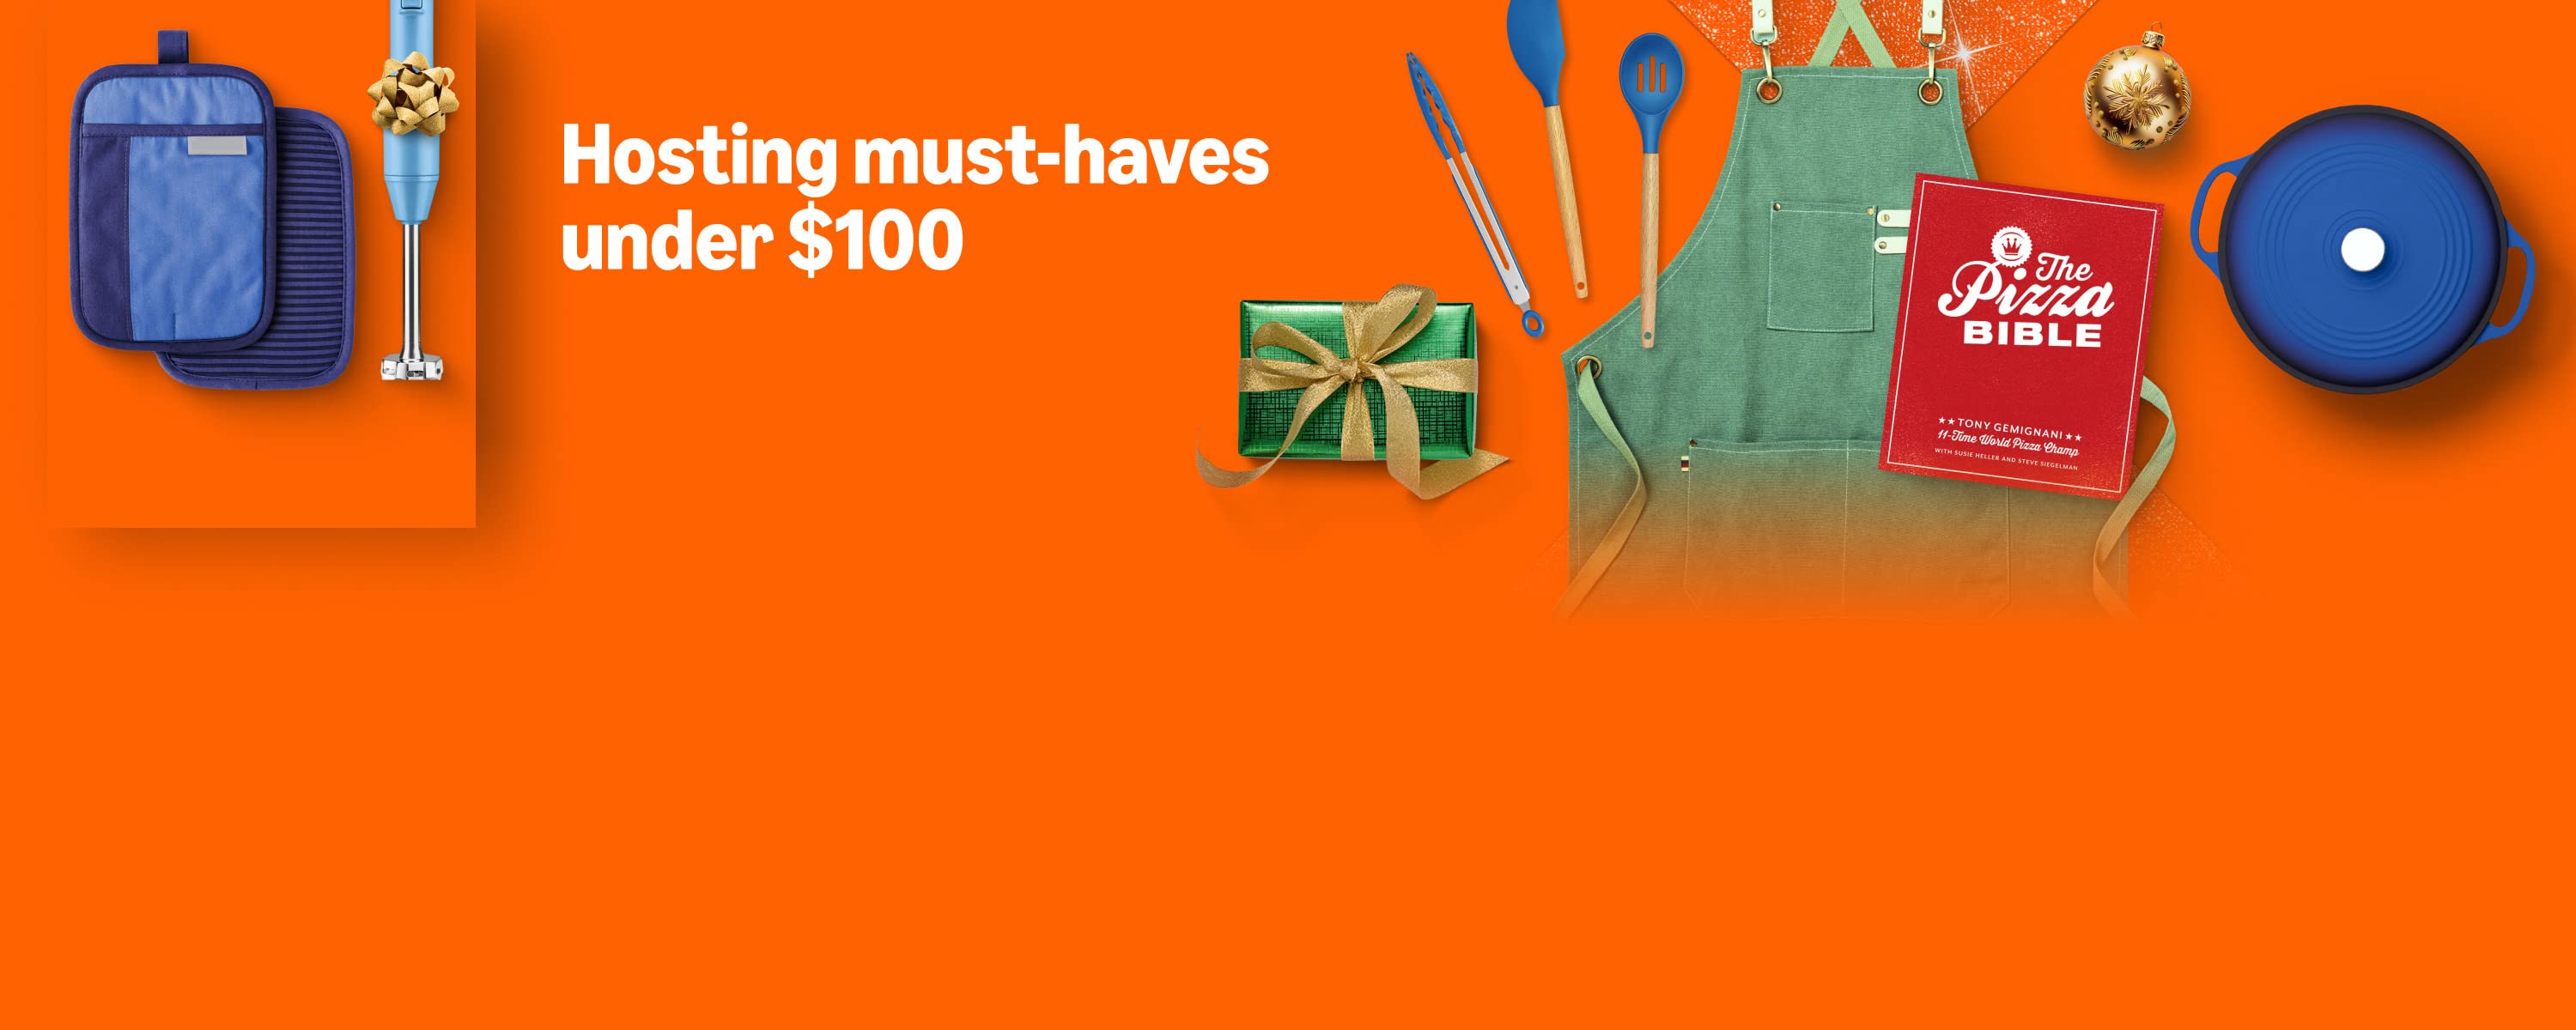 Hosting must-haves
under $100
The
Pizza
BIBLE
★★TONY GEMIGNANI★★
11-Time World Pizza Champ
WITH SUSIE HELLER AND STEVE SIEGELMAN